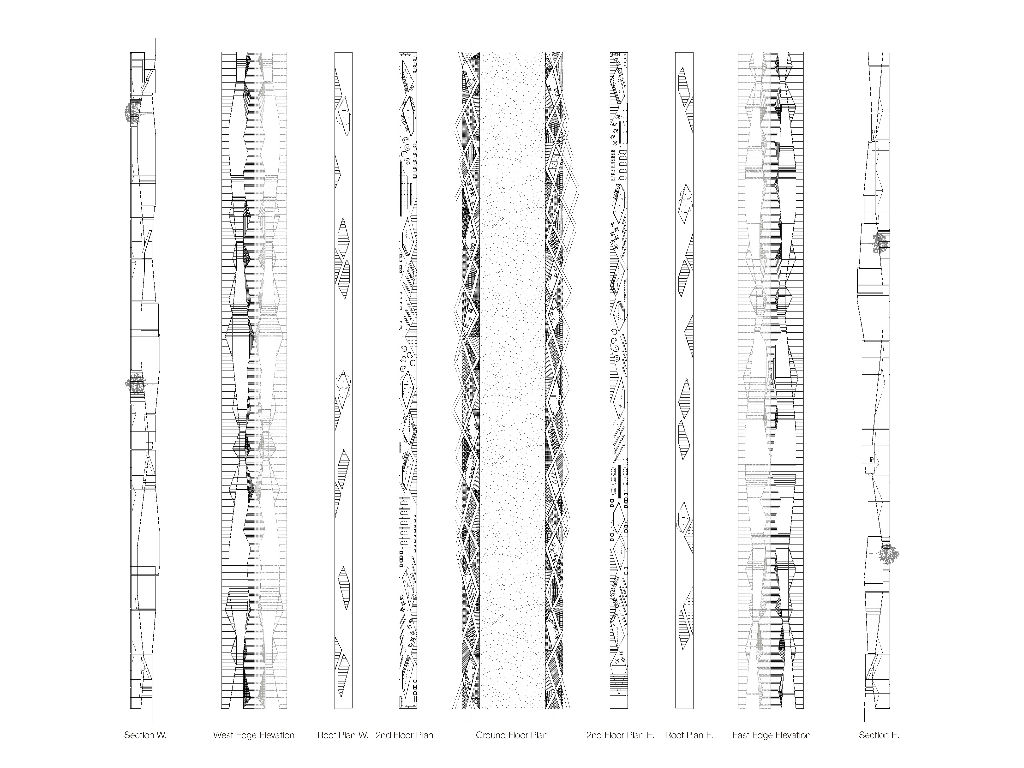 Section W.
West Edge Elevation
Roof Plan W.
2nd Floor Plan
Ground Floor Plan
2nd Floor Plan E.
Roof Plan E.
East Edge Elevation
Section E.